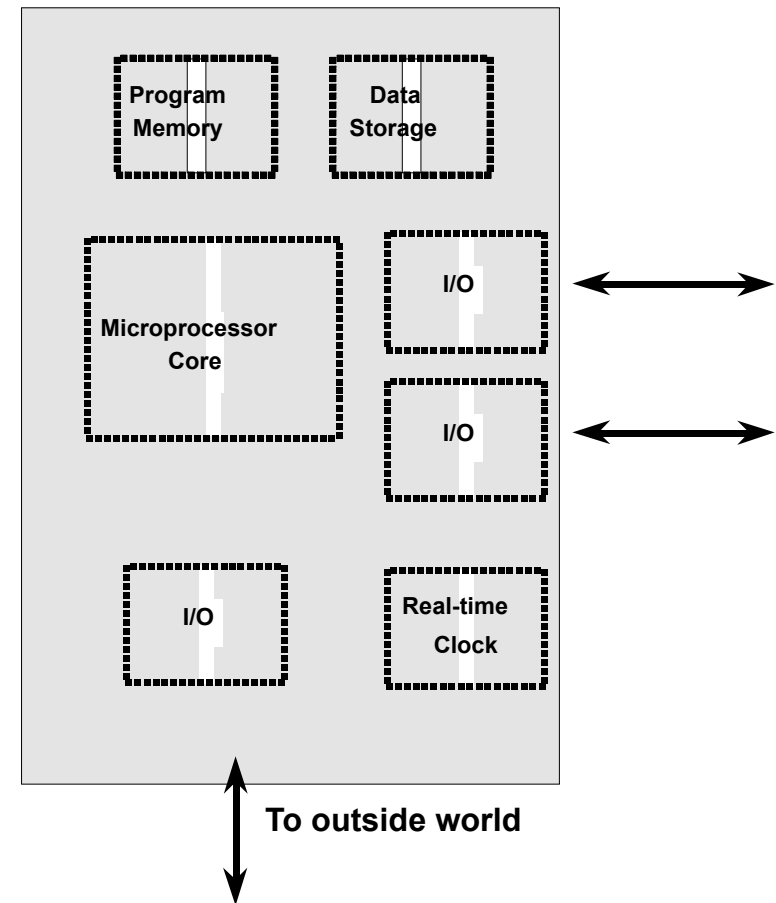 Program
Memory
Data
Storage
I/O
Microprocessor
Core
I/O
I/O
Real-time
Clock
To outside world